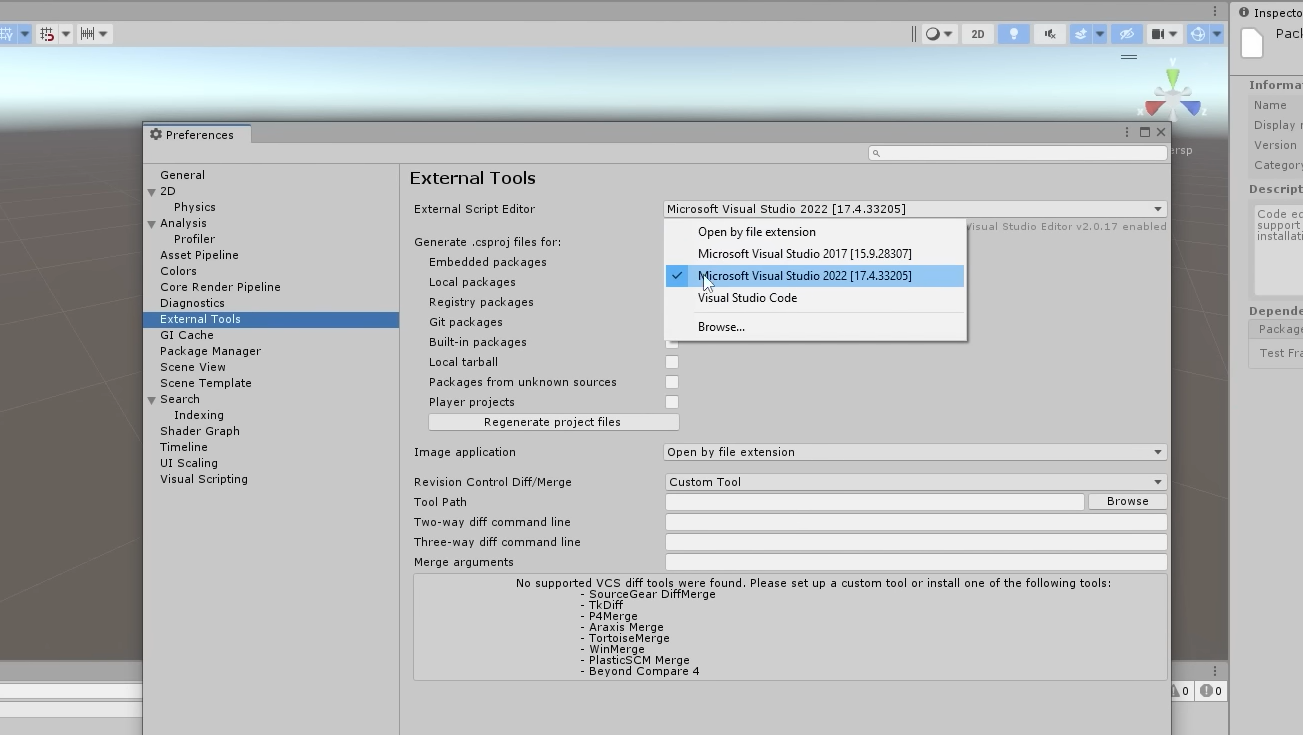 2D
Inspecto
Pack
Informa
Name
Display
Version
Category
Descript
Code ed
support
installati
Depende
Package
Test Fra
ersp
Preferences
General
2D
Physics
Analysis
Profiler
Asset Pipeline
Colors
Core Render Pipeline
Diagnostics
External Tools
GI Cache
Package Manager
Scene View
Scene Template
Search
Indexing
Shader Graph
Timeline
UI Scaling
Visual Scripting
External Tools
External Script Editor
Microsoft Visual Studio 2022 [17.4.33205]
Visual Studio Editor v2.0.17 enabled
Open by file extension
Microsoft Visual Studio 2017 [15.9.28307]
Microsoft Visual Studio 2022 [17.4.33205]
Visual Studio Code
Browse...
Generate .csproj files for:
Embedded packages
Local packages
Registry packages
Git packages
Built-in packages
Local tarball
Packages from unknown sources
Player projects
Regenerate project files
Image application
Open by file extension
Revision Control Diff/Merge
Custom Tool
Tool Path
Browse
Two-way diff command line
Three-way diff command line
Merge arguments
No supported VCS diff tools were found. Please set up a custom tool or install one of the following tools:
- SourceGear DiffMerge
- TkDiff
- P4Merge
- Araxis Merge
- TortoiseMerge
- WinMerge
- PlasticSCM Merge
- Beyond Compare 4
0
0